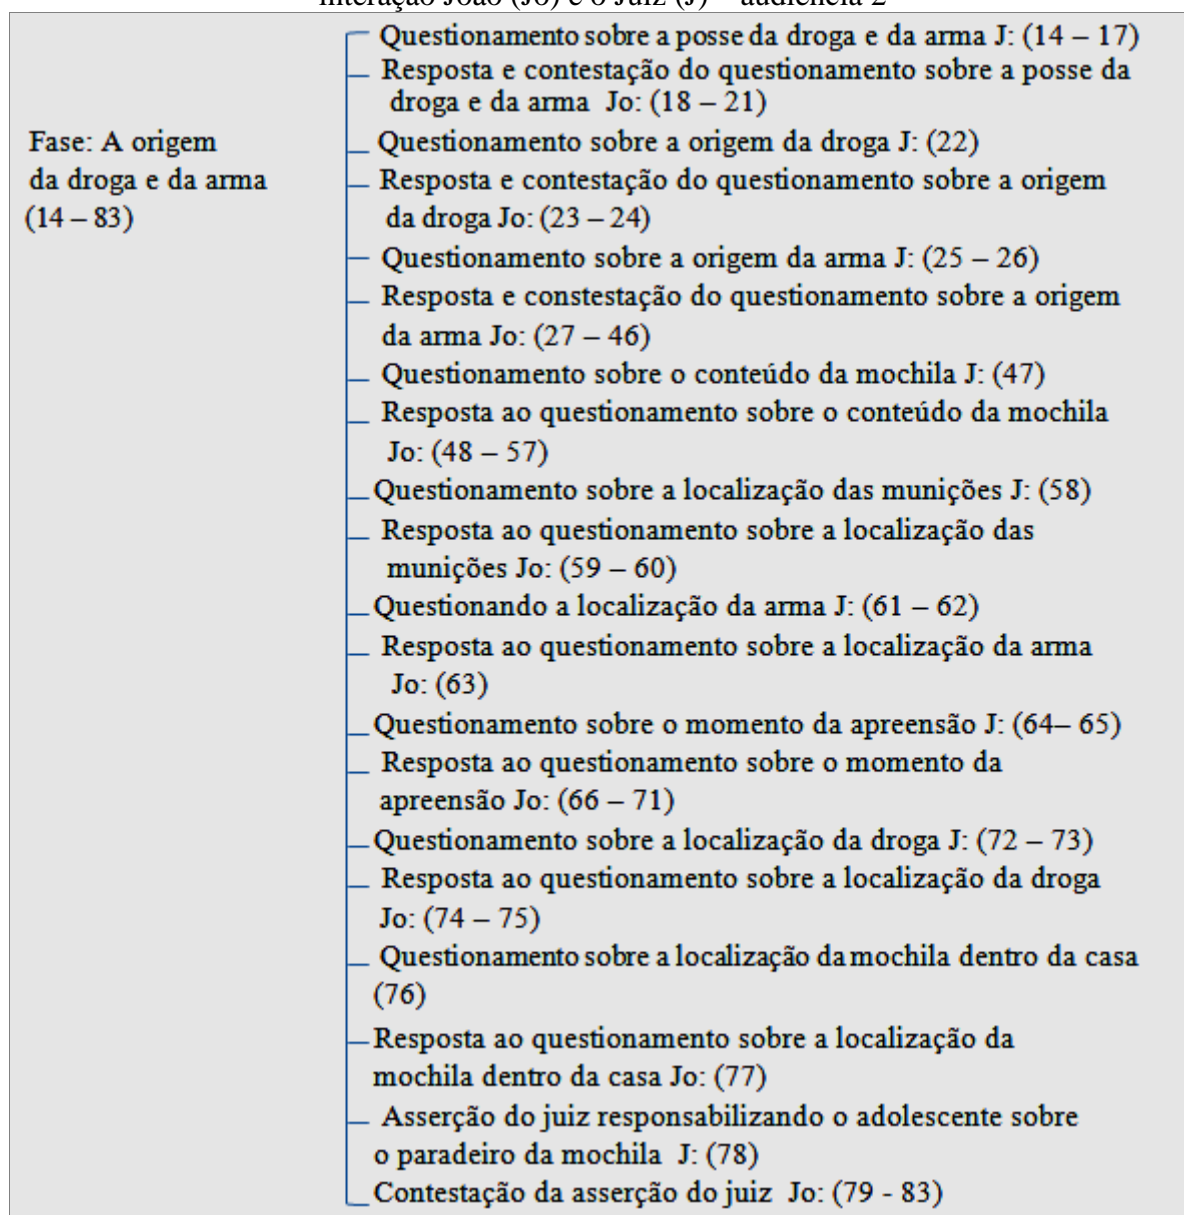 Interação João (Jo) e o Juiz (J) – audiência 2
Fase: A origem
da droga e da arma
(14 – 83)
Questionamento sobre a posse da droga e da arma J: (14 – 17)
Resposta e contestação do questionamento sobre a posse da
droga e da arma Jo: (18 – 21)
Questionamento sobre a origem da droga J: (22)
Resposta e contestação do questionamento sobre a origem
da droga Jo: (23 – 24)
Questionamento sobre a origem da arma J: (25 – 26)
Resposta e constestação do questionamento sobre a origem
da arma Jo: (27 – 46)
Questionamento sobre o conteúdo da mochila J: (47)
Resposta ao questionamento sobre o conteúdo da mochila
Jo: (48 – 57)
Questionamento sobre a localização das munições J: (58)
Resposta ao questionamento sobre a localização das
munições Jo: (59 – 60)
Questionando a localização da arma J: (61 – 62)
Resposta ao questionamento sobre a localização da arma
Jo: (63)
Questionamento sobre o momento da apreensão J: (64– 65)
Resposta ao questionamento sobre o momento da
apreensão Jo: (66 – 71)
Questionamento sobre a localização da droga J: (72 – 73)
Resposta ao questionamento sobre a localização da droga
Jo: (74 – 75)
Questionamento sobre a localização da mochila dentro da casa
(76)
Resposta ao questionamento sobre a localização da
mochila dentro da casa Jo: (77)
Asserção do juiz responsabilizando o adolescente sobre
o paradeiro da mochila J: (78)
Contestação da asserção do juiz Jo: (79 - 83)